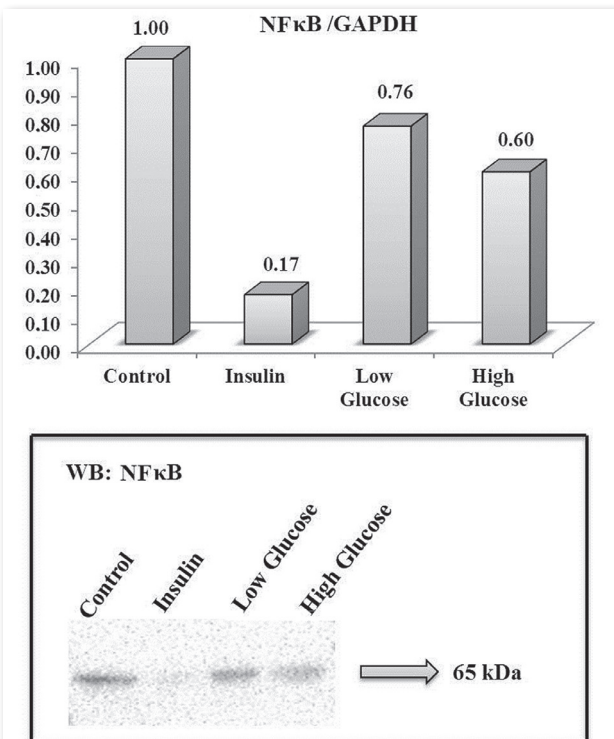 NFκB /GAPDH
1.00
0.76
0.60
0.17
1.00
0.90
0.80
0.70
0.60
0.50
0.40
0.30
0.20
0.10
0.00
Control
Insulin
Low
Glucose
High
Glucose
WB: NFκB
Control
Insulin
Low Glucose
High Glucose
65 kDa